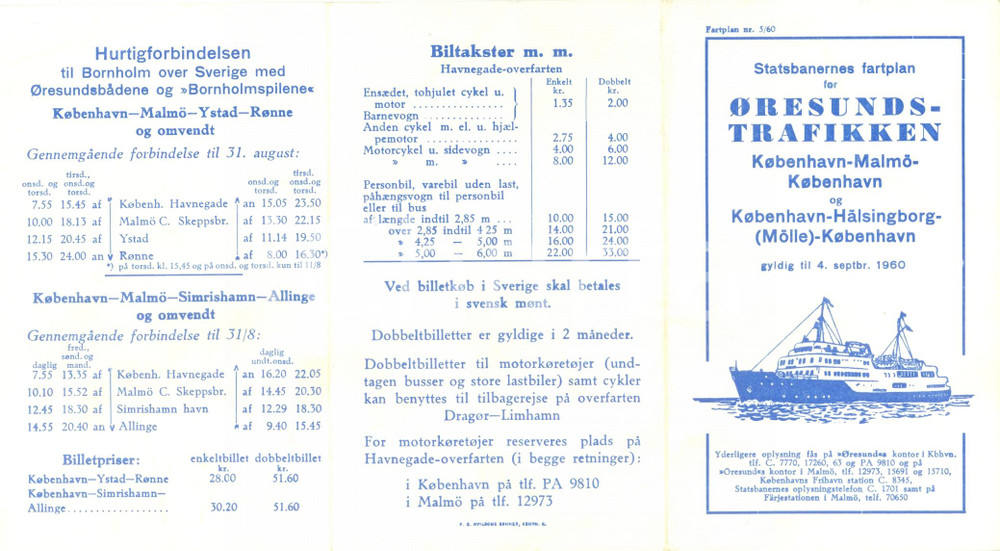 Hurtigforbindelsen
til Bornholm over Sverige med
Øresundsbådene og »Bornholmspilene«
København—Malmö—Ystad—Rønne
og omvendt
Gennemgående forbindelse til 31. august:
onsd. og torsd. tirsd., onsd.og torsd. onsd.og torsd. tirsd. onsd.og torsd.
7.55 15.45 af Københ. Havnegade an 15.05 23.50
10.00 18.13 af Malmö C. Skeppsbr. af 13.30 22.15
12.15 20.45 af Ystad af 11.14 19.50
15.30 24.00 an Rønne af 8.00 16.30*)
*) på torsd. kl. 15,45 og på onsd. og torsd. kun til 11/8
København—Malmö—Simrishamn—Allinge
og omvendt
Gennemgående forbindelse til 31/8:
daglig fred., sønd. og mand. daglig undt.onsd.
7.55 13.35 af Københ. Havnegade an 16.20 22.05
10.10 15.52 af Malmö C. Skeppsbr. af 14.45 20.30
12.45 18.30 af Simrishamn havn af 12.29 18.30
14.55 20.40 an Allinge af 9.40 15.45
Billetpriser: enkeltbillet dobbeltbillet
kr. kr.
København—Ystad—Rønne 28.00 51.60
København—Simrishamn—
Allinge.................. 30.20 51.60
Biltakster m. m.
Havnegade-overfarten
Enkelt Dobbelt
kr. kr.
Ensædet, tohjulet cykel u.
motor ............... 1.35 2.00
Barnevogn ..............
Anden cykel m. el. u. hjæl-
pemotor .............. 2.75 4.00
Motorcykel u. sidevogn .... 4.00 6.00
» m. » .... 8.00 12.00
Personbil, varebil uden last,
påhængsvogn til personbil
eller til bus
af længde indtil 2,85 m ... 10.00 15.00
over 2,85 indtil 4 25 m 14.00 21.00
» 4,25 — 5,00 m 16.00 24.00
» 5,00 — 6,00 m 22.00 33.00
Ved billetkøb i Sverige skal betales
i svensk mønt.
Dobbeltbilletter er gyldige i 2 måneder.
Dobbeltbilletter til motorkøretøjer (und-
tagen busser og store lastbiler) samt cykler
kan benyttes til tilbagerejse på overfarten
Dragør—Limhamn
For motorkøretøjer reserveres plads på
Havnegade-overfarten (i begge retninger):
i København på tlf. PA 9810
i Malmö på tlf. 12973
Fartplan nr. 5/60
Statsbanernes fartplan
for
ØRESUNDS-
TRAFIKKEN
København-Malmö-
København
og
København-Hälsingborg-
(Mölle)-København
gyldig til 4. septbr. 1960
Yderligere oplysning fås på »Øresund«s kontor i Kbhvn.
tlf. C. 7770, 17260, 63 og PA 9810 og på
»Oresund«s kontor i Malmö, tlf. 12973, 15691 og 15710,
Københavns Frihavn station C. 8345,
Statsbanernes oplysningstelefon C. 1701 samt på
Färjestationen i Malmö, telf. 70650